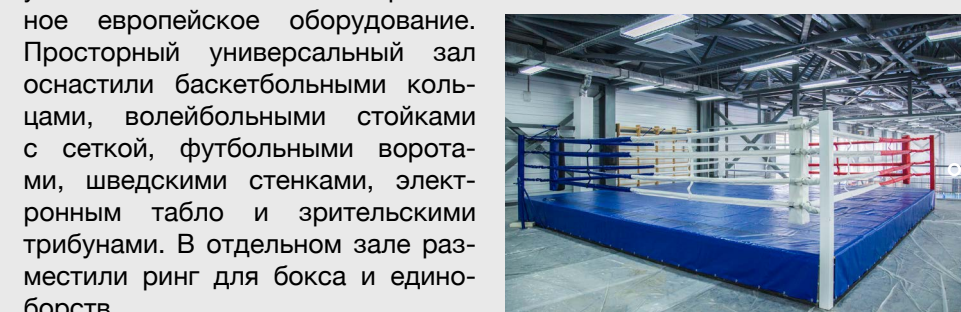 ное европейское оборудование.
Просторный универсальный зал
оснастили баскетбольными коль-
цами, волейбольными стойками
с сеткой, футбольными ворота-
ми, шведскими стенками, элект-
ронным табло и зрительскими
трибунами. В отдельном зале раз-
местили ринг для бокса и едино-
борств